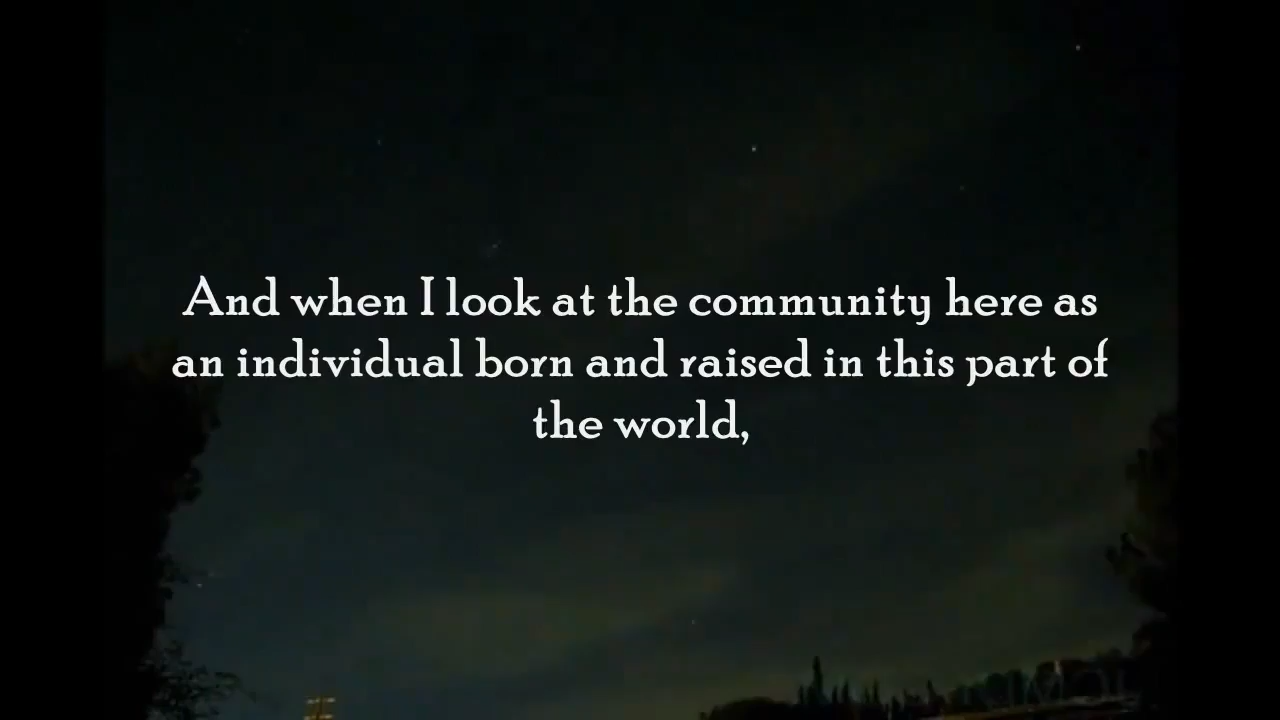 And when I look at the community here as
an individual born and raised in this part of
the world,